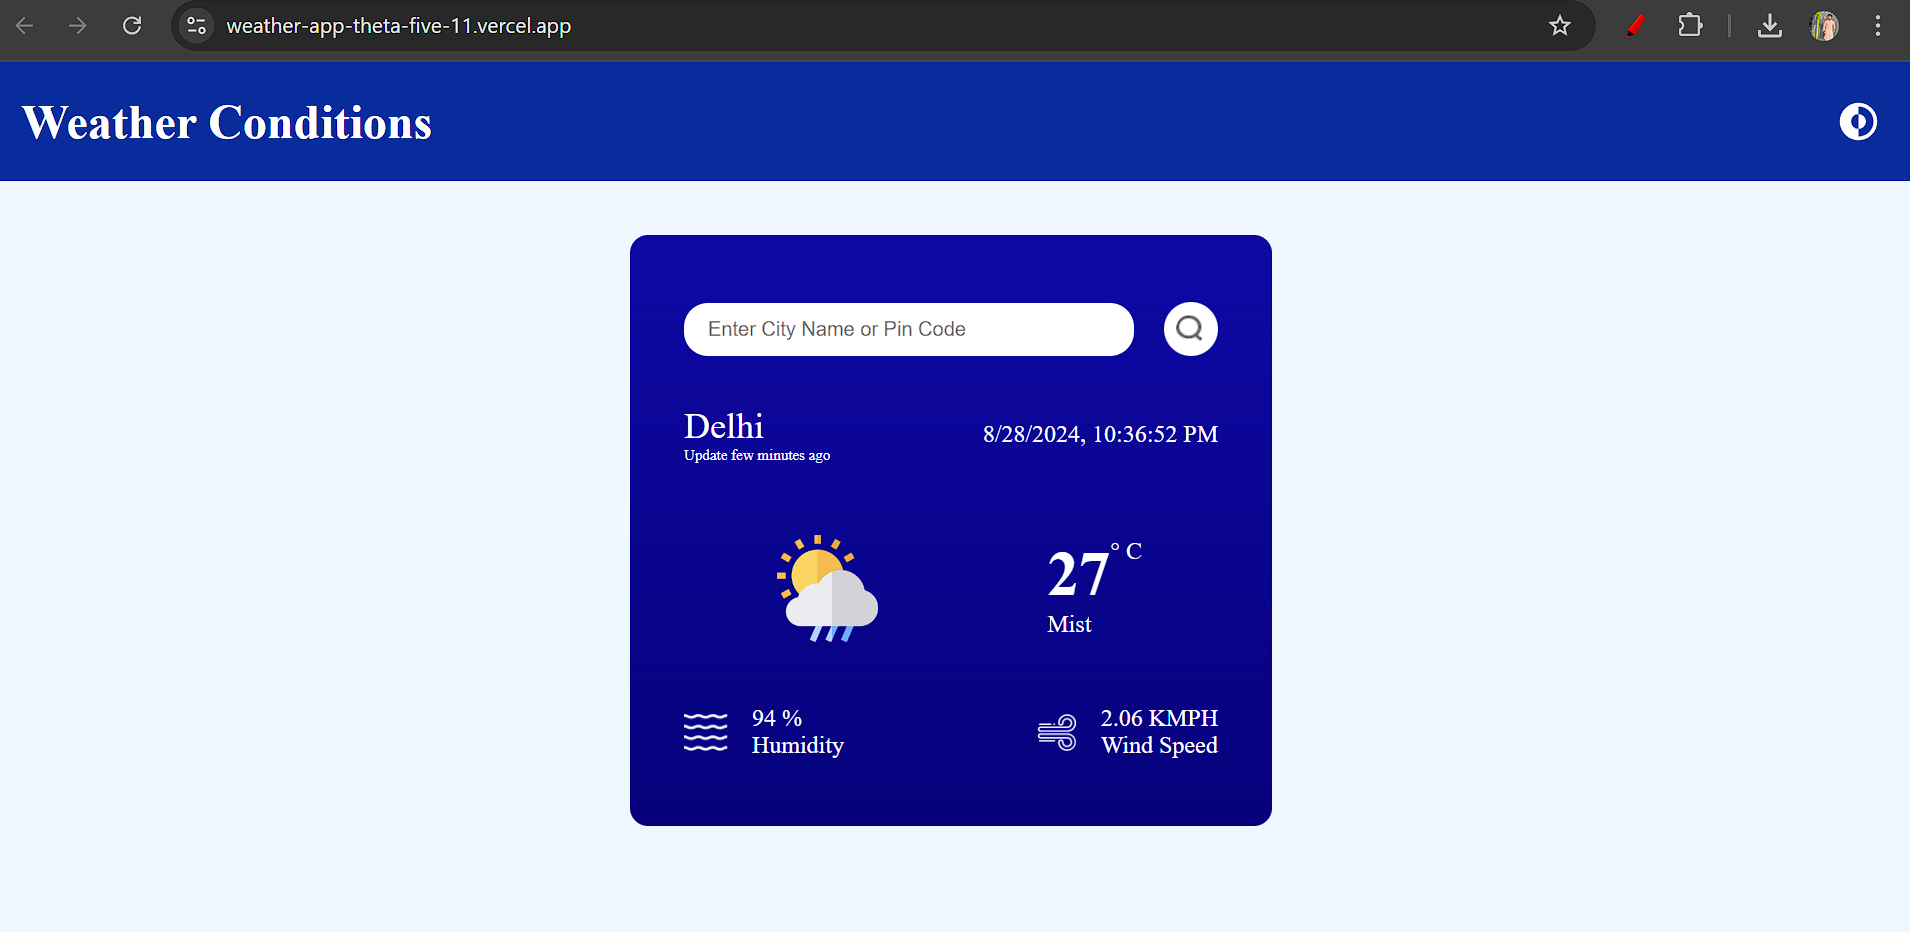 weather-app-theta-five-11.vercel.app
Weather Conditions
Enter City Name or Pin Code
Delhi
8/28/2024, 10:36:52 PM
Update few minutes ago
27° C
Mist
94 %
Humidity
2.06 KMPH
Wind Speed